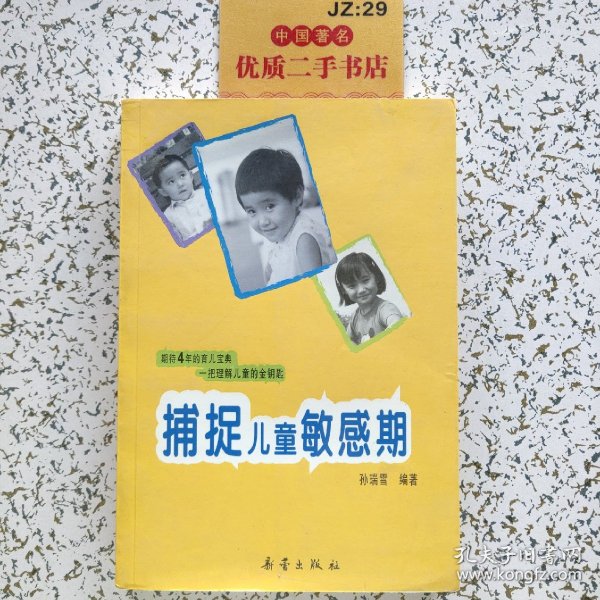 JZ:29
中国著名
优质二手书店
期待4年的育儿宝典
一把理解儿童的金钥匙
捕捉儿童敏感期
孙瑞雪 编著
新蕾出版社
孔夫子旧书网
www.kongfz.com